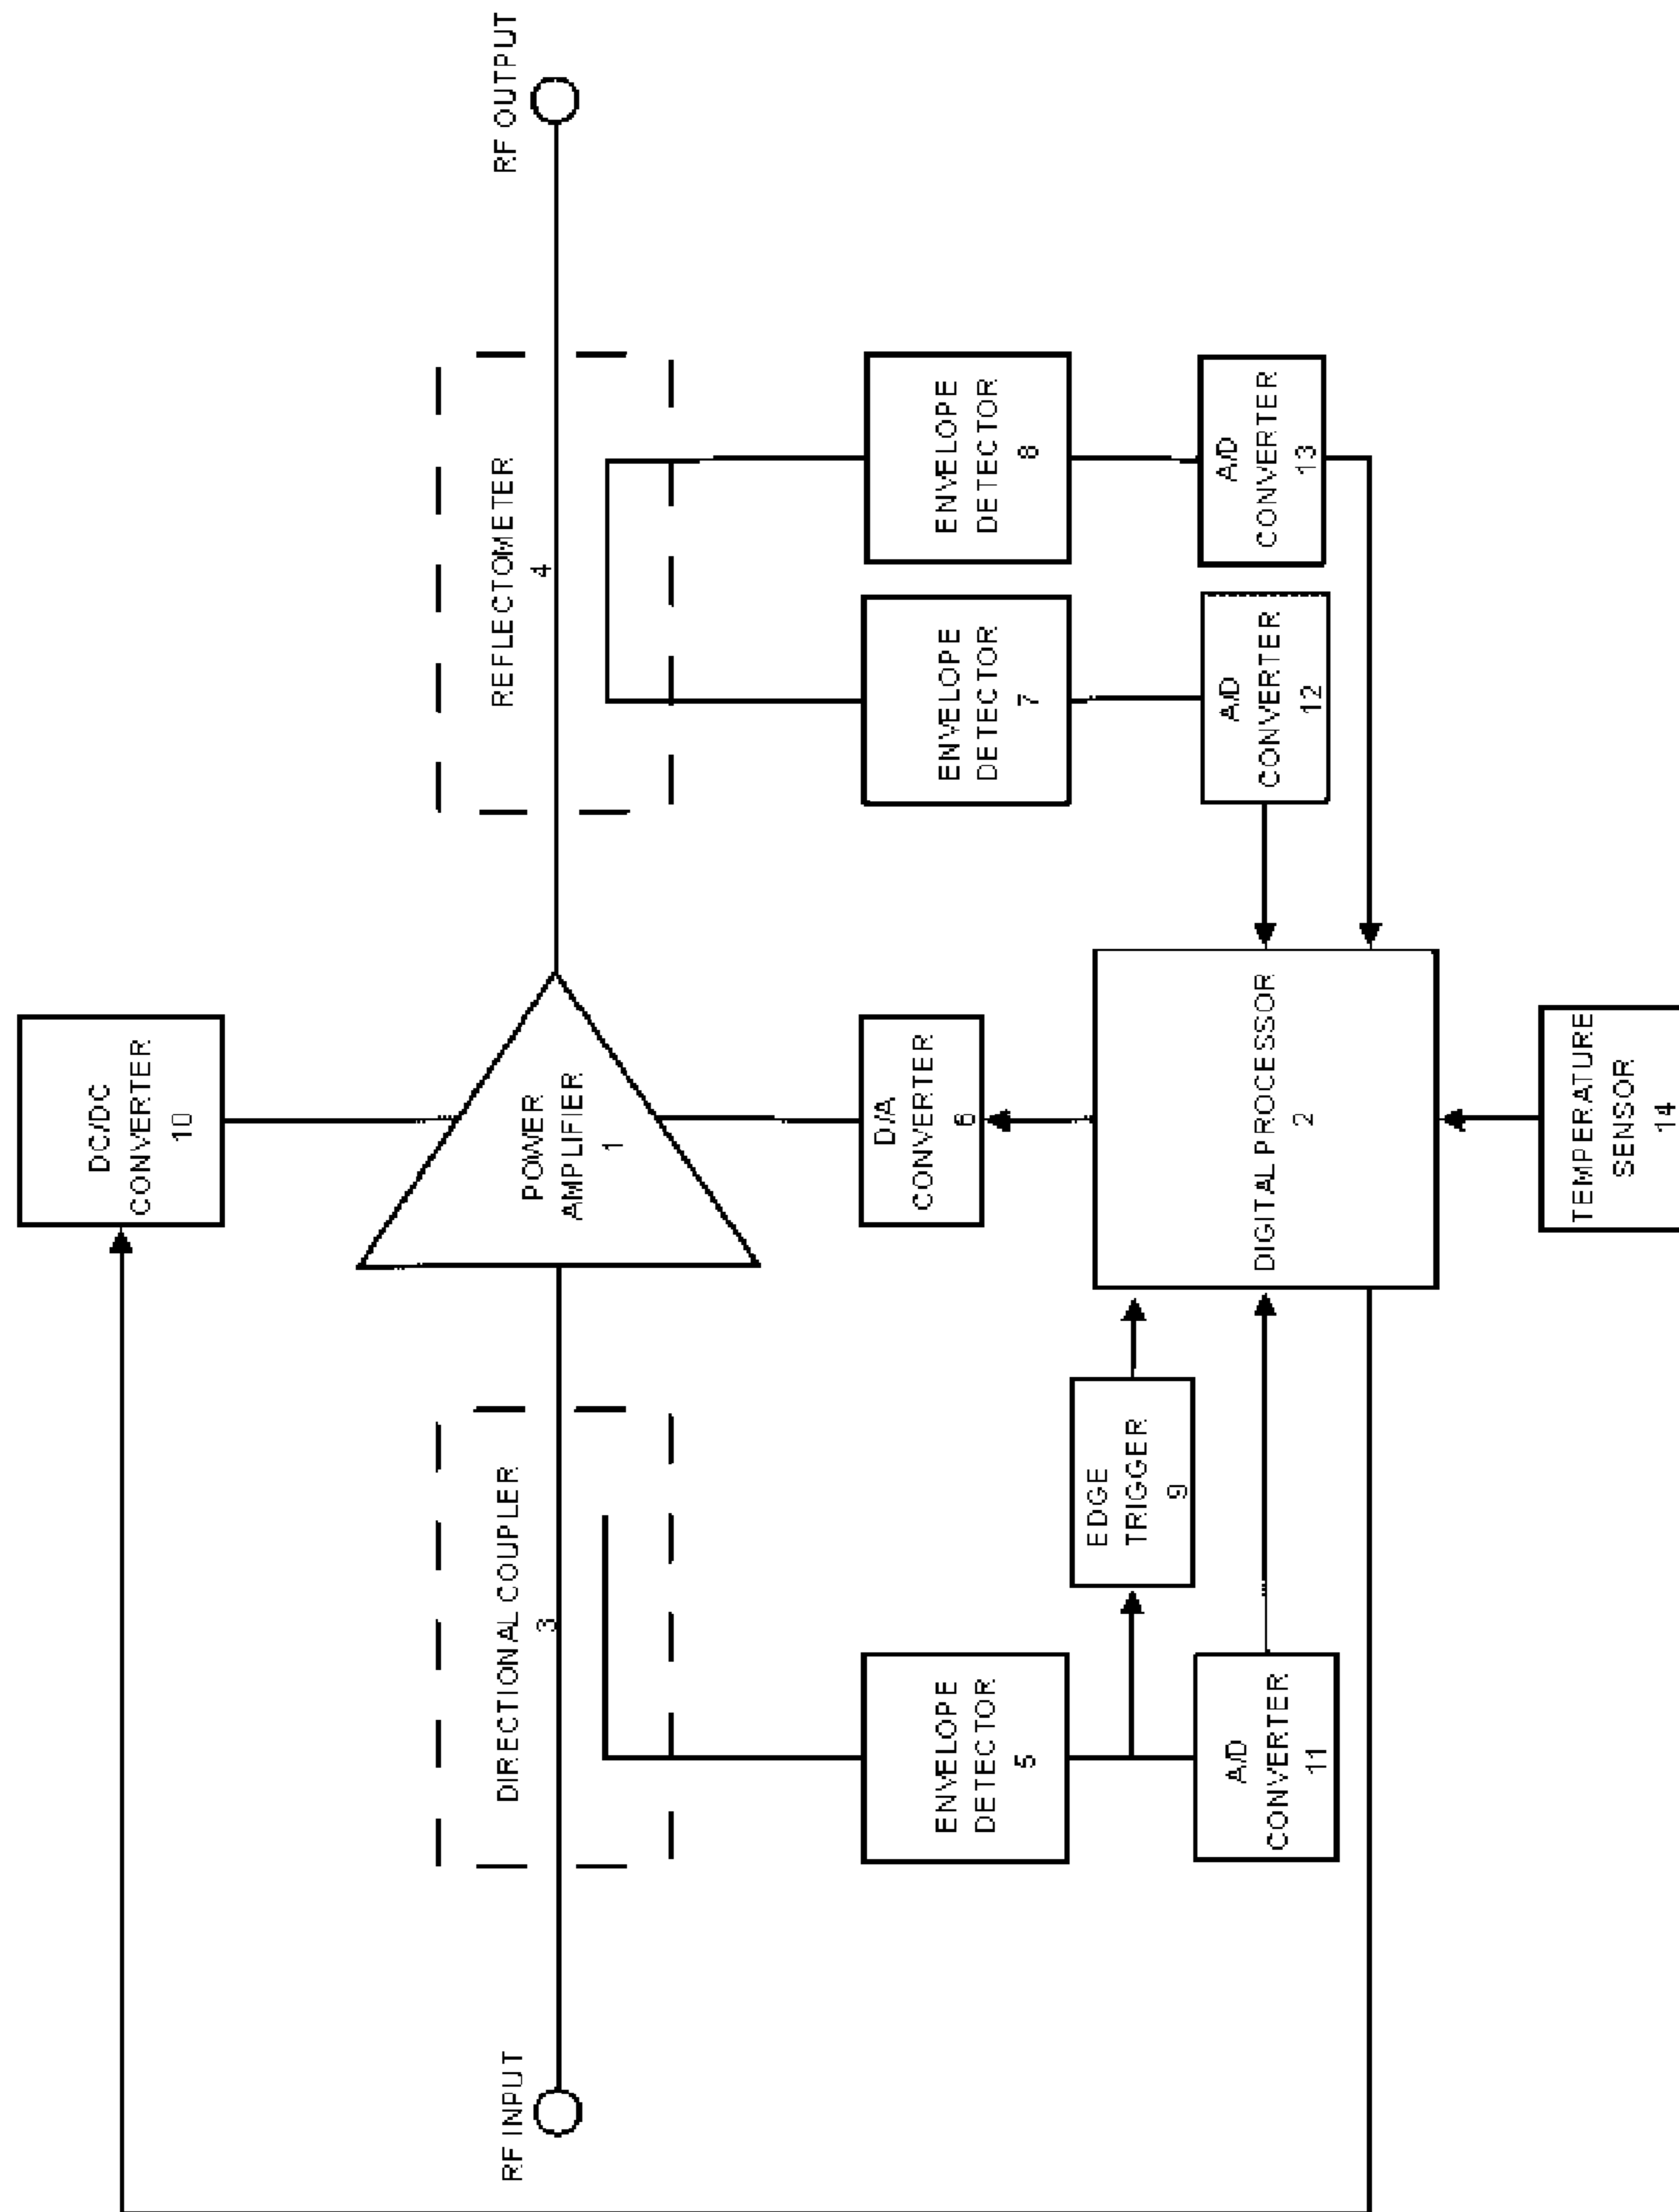 DC/DC
CONVERTER
10
RF INPUT
DIRECTIONAL COUPLER
3
POWER
AMPLIFIER
1
REFLECTOMETER
4
RF OUTPUT
ENVELOPE
DETECTOR
5
D/A
CONVERTER
6
ENVELOPE
DETECTOR
7
ENVELOPE
DETECTOR
8
EDGE
TRIGGER
9
A/D
CONVERTER
11
DIGITAL PROCESSOR
2
A/D
CONVERTER
12
A/D
CONVERTER
13
TEMPERATURE
SENSOR
14